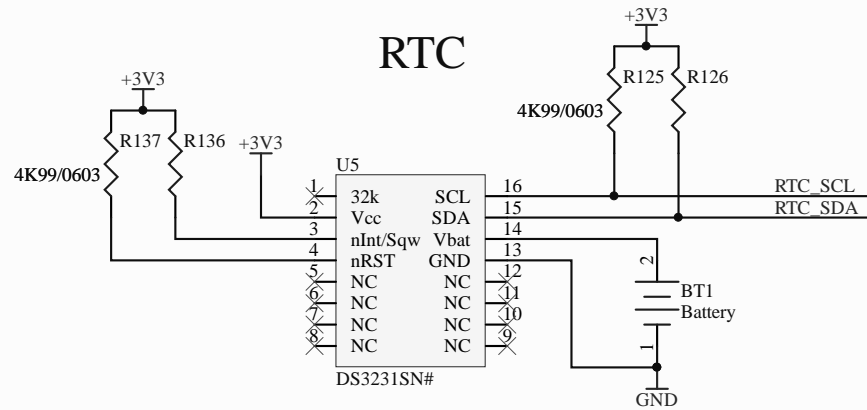 RTC
+3V3
R125
R126
4K99/0603
+3V3
R137
R136
4K99/0603
+3V3
U5
1
32k
SCL
16
RTC_SCL
2
Vcc
SDA
15
RTC_SDA
3
nInt/Sqw
Vbat
14
4
nRST
GND
13
5
NC
NC
12
6
NC
NC
11
7
NC
NC
10
8
NC
NC
9
DS3231SN#
2
BT1
Battery
1
GND